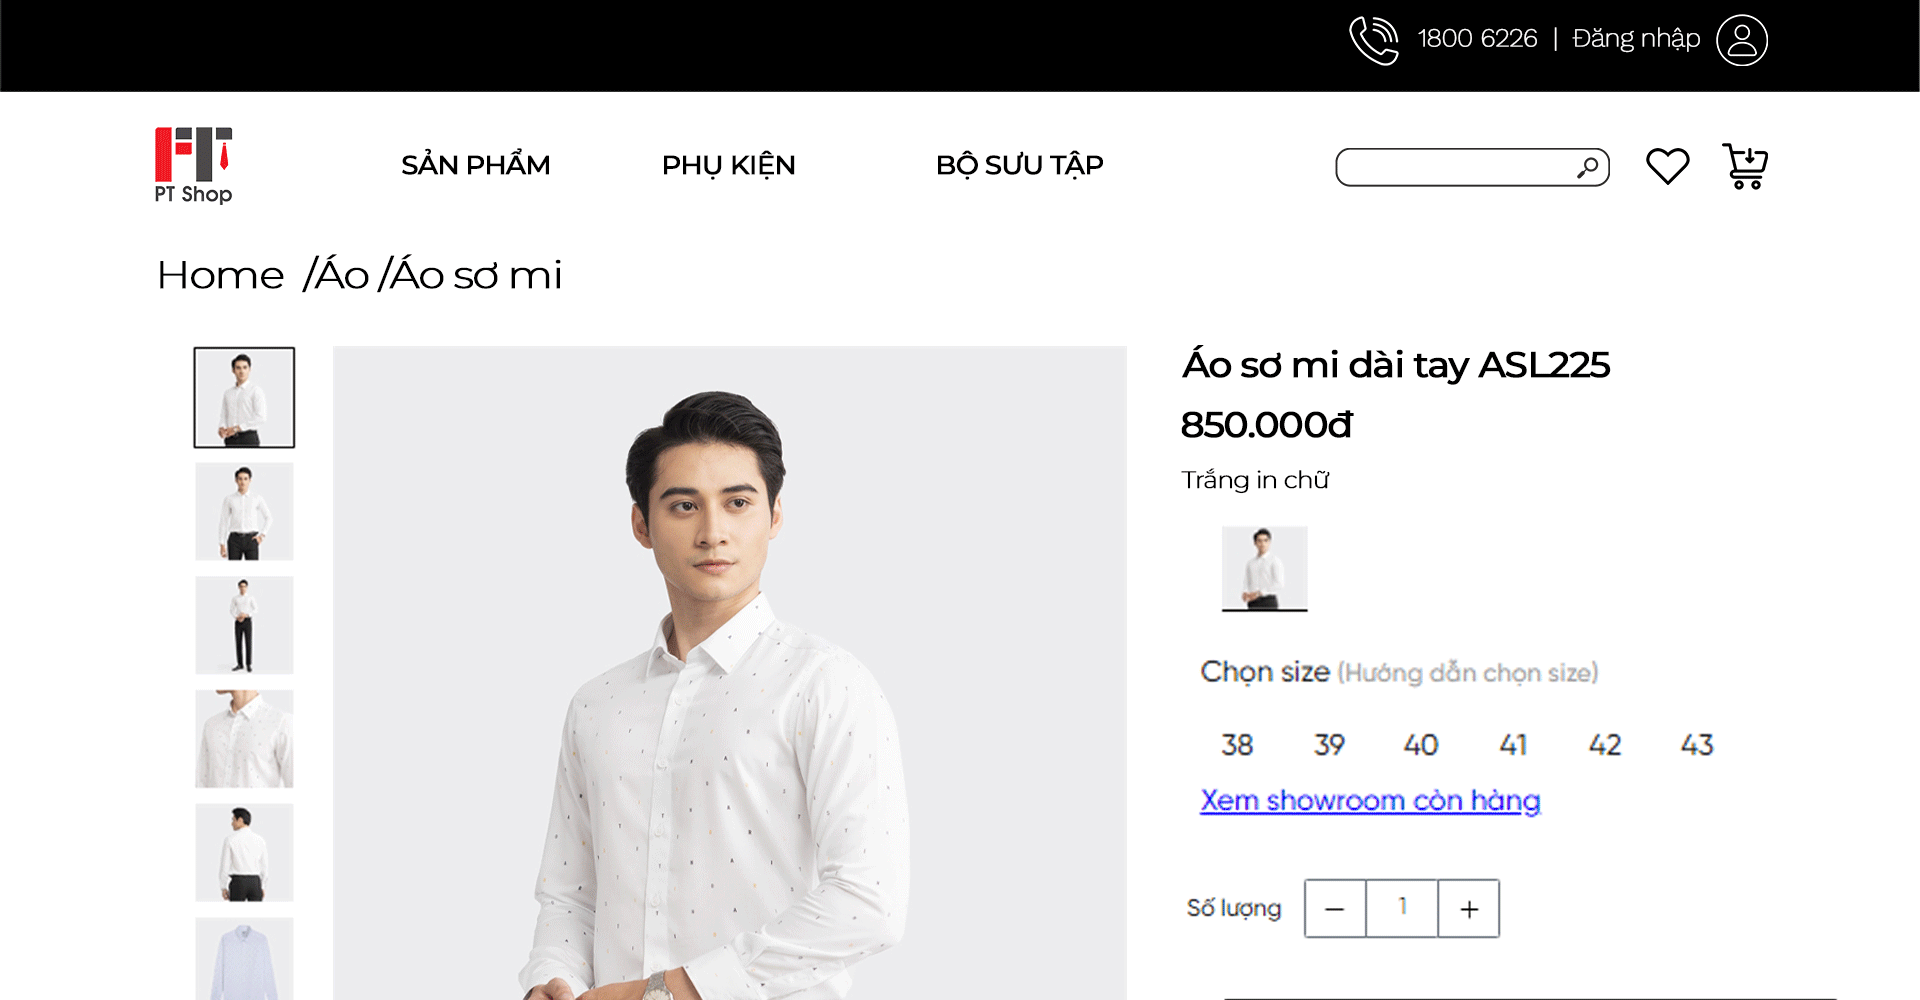 1800 6226 | Đăng nhập
PT Shop
SẢN PHẨM PHỤ KIỆN BỘ SƯU TẬP
Home /Áo /Áo sơ mi
Áo sơ mi dài tay ASL225
850.000đ
Trắng in chữ
Chọn size (Hướng dẫn chọn size)
38 39 40 41 42 43
Xem showroom còn hàng
Số lượng − 1 +